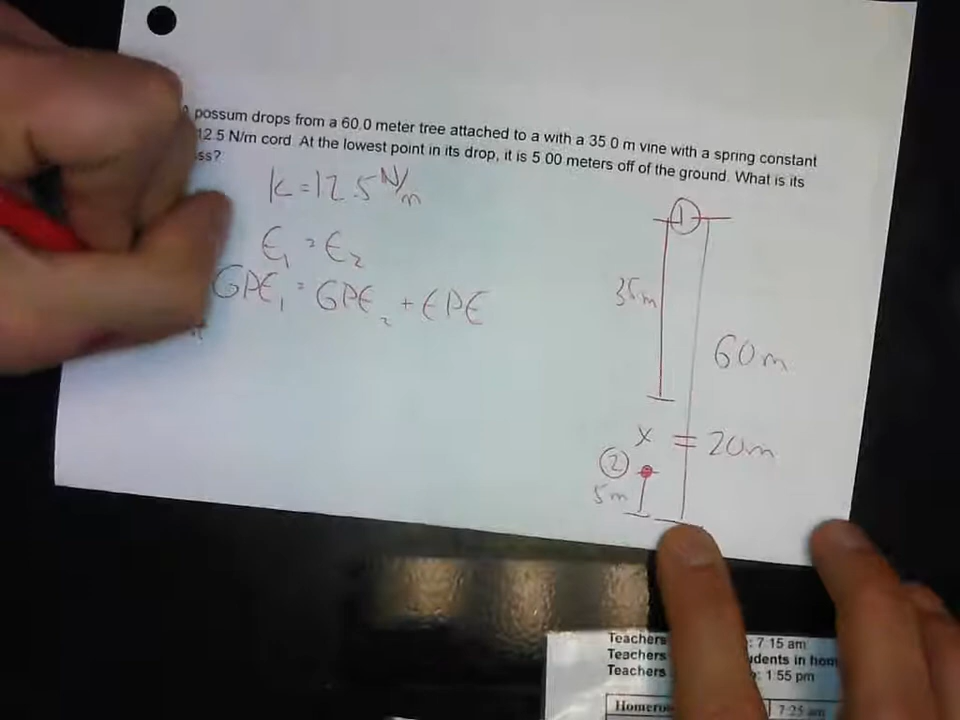 possum drops from a 60.0 meter tree attached to a with a 35.0 m vine with a spring constant
12.5 N/m cord. At the lowest point in its drop, it is 5.00 meters off of the ground. What is its
ss?
K = 12.5 N/m
E1 = E2
GPE1 = GPE2 + EPE
1
35m
60m
x = 20m
2
5m
Teachers : 7:15 am
Teachers udents in hom
Teachers : 1:55 pm
Homero 7:25 am